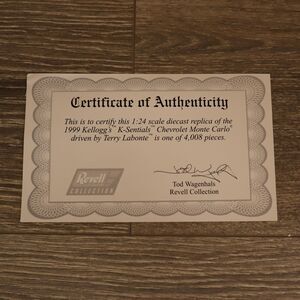 Certificate of Authenticity
This is to certify this 1:24 scale diecast replica of the
1999 Kellogg's® K-Sentials™ Chevrolet Monte Carlo®
driven by Terry Labonte™ is one of 4,008 pieces.
Tod Wagenhals
Revell Collection
Revell
COLLECTION